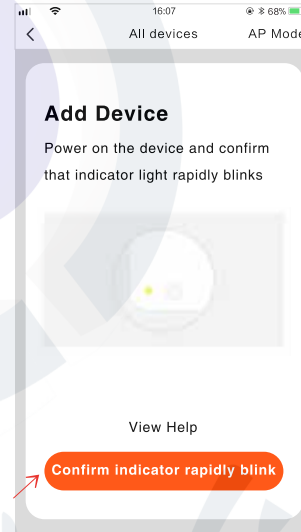 16:07 68%
All devices AP Mode
Add Device
Power on the device and confirm
that indicator light rapidly blinks
View Help
Confirm indicator rapidly blink